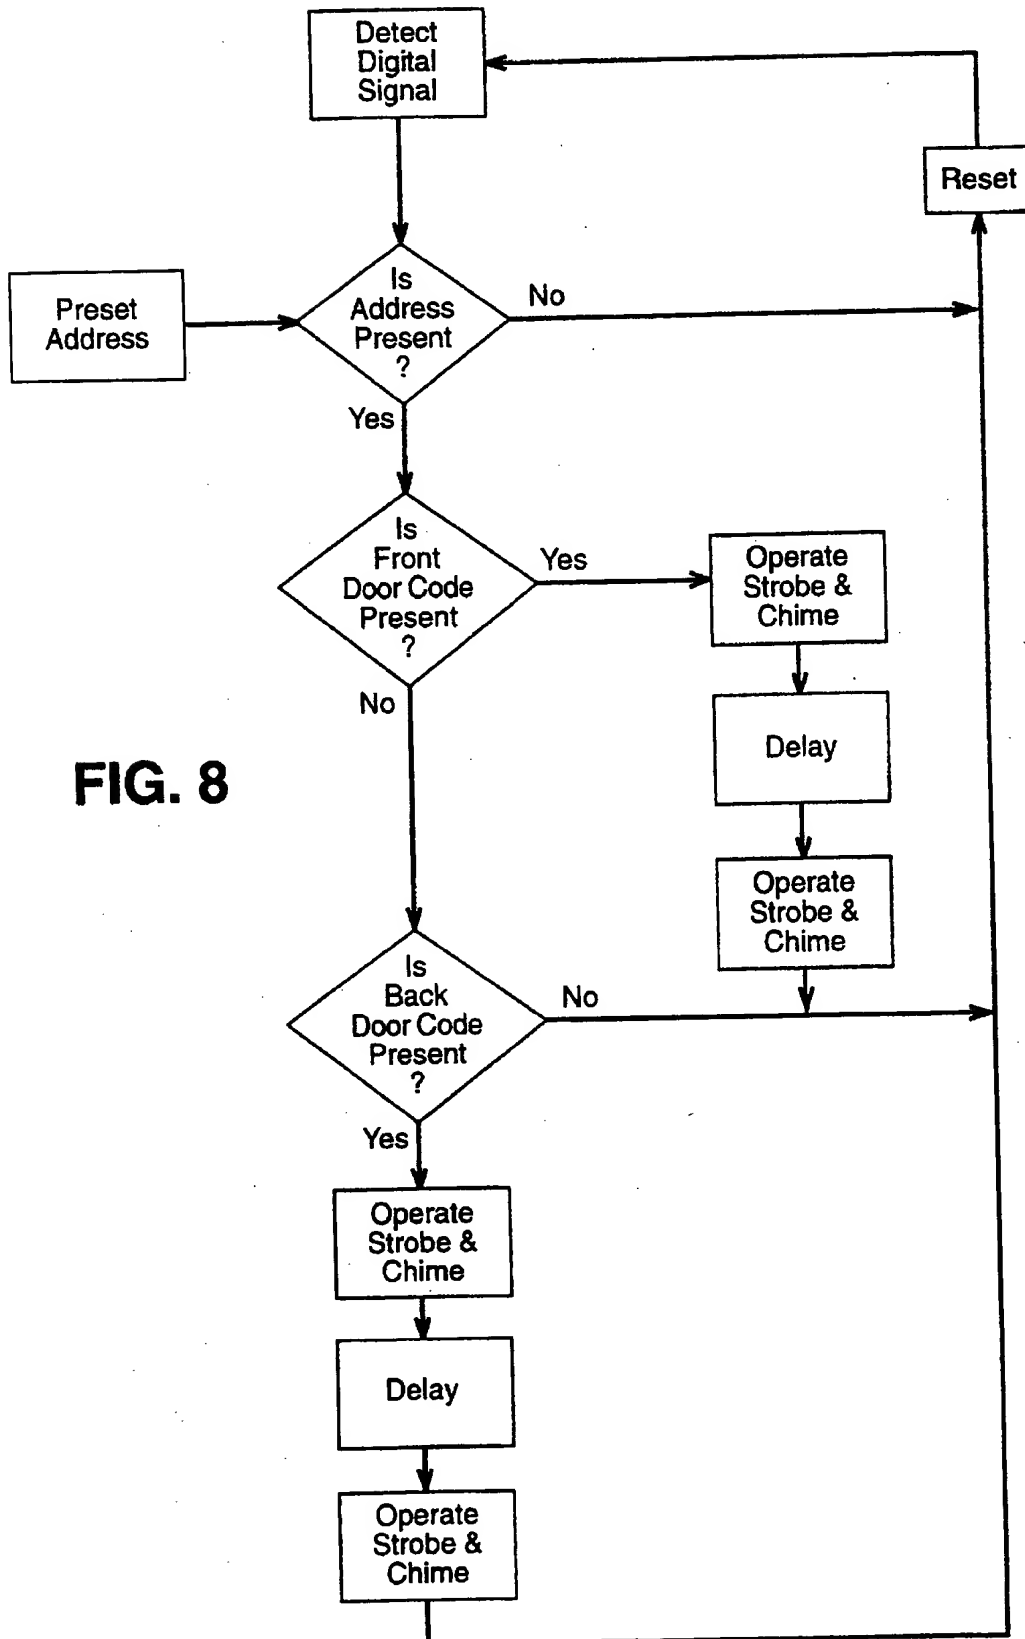 Detect
Digital
Signal
Reset
Preset
Address
Is
Address
Present
?
No
Yes
Is
Front
Door Code
Present
?
Yes
No
Operate
Strobe &
Chime
Delay
Operate
Strobe &
Chime
FIG. 8
Is
Back
Door Code
Present
?
No
Yes
Operate
Strobe &
Chime
Delay
Operate
Strobe &
Chime